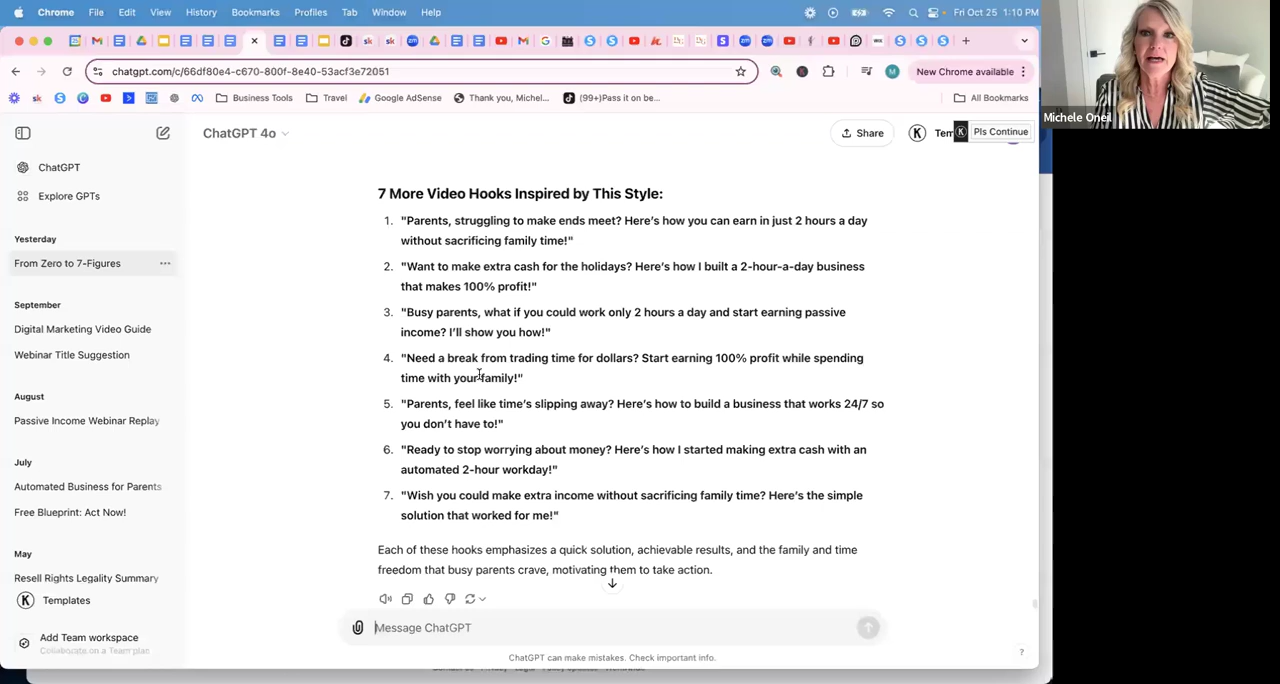 Chrome File Edit View History Bookmarks Profiles Tab Window Help Fri Oct 25 1:10 PM
chatgpt.com/c/66df80e4-c670-800f-8e40-53acf3e72051 New Chrome available
Business Tools Travel Google AdSense Thank you, Michel... (99+)Pass it on be... All Bookmarks
Michele Oneil
ChatGPT 4o Share Tem Pls Continue
ChatGPT
Explore GPTs
Yesterday
From Zero to 7-Figures
September
Digital Marketing Video Guide
Webinar Title Suggestion
August
Passive Income Webinar Replay
July
Automated Business for Parents
Free Blueprint: Act Now!
May
Resell Rights Legality Summary
Templates
Add Team workspace
Collaborate on a Team plan
7 More Video Hooks Inspired by This Style:
1. "Parents, struggling to make ends meet? Here's how you can earn in just 2 hours a day
without sacrificing family time!"
2. "Want to make extra cash for the holidays? Here's how I built a 2-hour-a-day business
that makes 100% profit!"
3. "Busy parents, what if you could work only 2 hours a day and start earning passive
income? I'll show you how!"
4. "Need a break from trading time for dollars? Start earning 100% profit while spending
time with your family!"
5. "Parents, feel like time's slipping away? Here's how to build a business that works 24/7 so
you don't have to!"
6. "Ready to stop worrying about money? Here's how I started making extra cash with an
automated 2-hour workday!"
7. "Wish you could make extra income without sacrificing family time? Here's the simple
solution that worked for me!"
Each of these hooks emphasizes a quick solution, achievable results, and the family and time
freedom that busy parents crave, motivating them to take action.
Message ChatGPT
ChatGPT can make mistakes. Check important info.
?